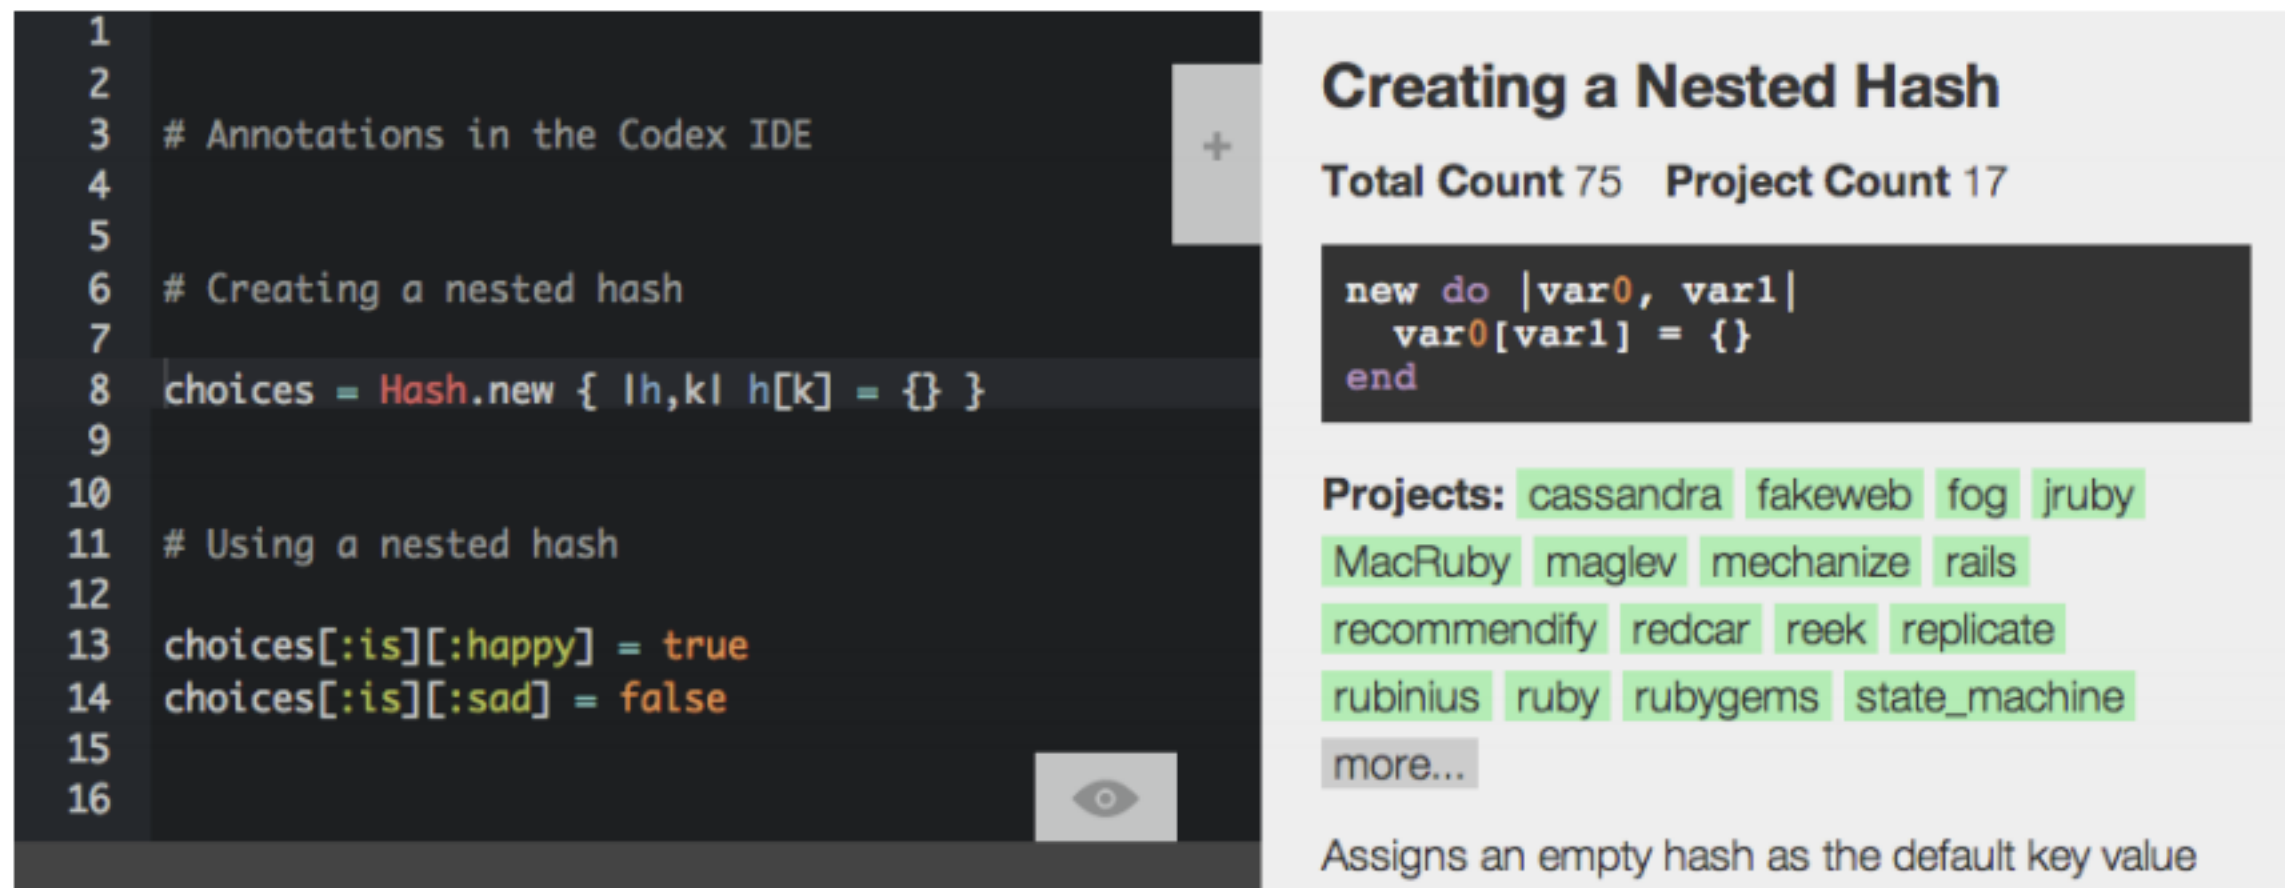 1
2
3 # Annotations in the Codex IDE
4
5
6 # Creating a nested hash
7
8 choices = Hash.new { |h,k| h[k] = {} }
9
10
11 # Using a nested hash
12
13 choices[:is][:happy] = true
14 choices[:is][:sad] = false
15
16
+
Creating a Nested Hash
Total Count 75 Project Count 17
new do |var0, var1|
  var0[var1] = {}
end
Projects: cassandra fakeweb fog jruby
MacRuby maglev mechanize rails
recommendify redcar reek replicate
rubinius ruby rubygems state_machine
more...
Assigns an empty hash as the default key value